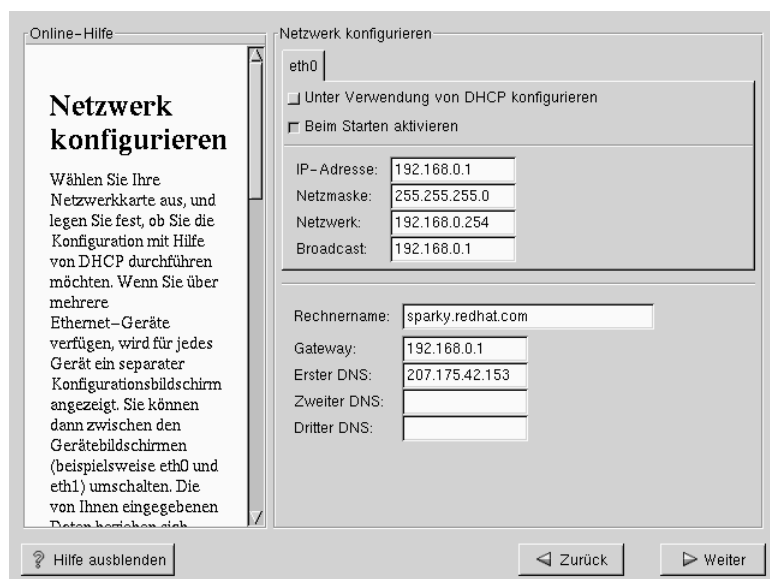 Online-Hilfe
Netzwerk
konfigurieren
Wählen Sie Ihre
Netzwerkkarte aus, und
legen Sie fest, ob Sie die
Konfiguration mit Hilfe
von DHCP durchführen
möchten. Wenn Sie über
mehrere
Ethernet-Geräte
verfügen, wird für jedes
Gerät ein separater
Konfigurationsbildschirm
angezeigt. Sie können
dann zwischen den
Gerätebildschirmen
(beispielsweise eth0 und
eth1) umschalten. Die
von Ihnen eingegebenen
Daten beziehen sich
Netzwerk konfigurieren
eth0
Unter Verwendung von DHCP konfigurieren
Beim Starten aktivieren
IP-Adresse: 192.168.0.1
Netzmaske: 255.255.255.0
Netzwerk: 192.168.0.254
Broadcast: 192.168.0.1
Rechnername: sparky.redhat.com
Gateway: 192.168.0.1
Erster DNS: 207.175.42.153
Zweiter DNS:
Dritter DNS:
Hilfe ausblenden
Zurück
Weiter